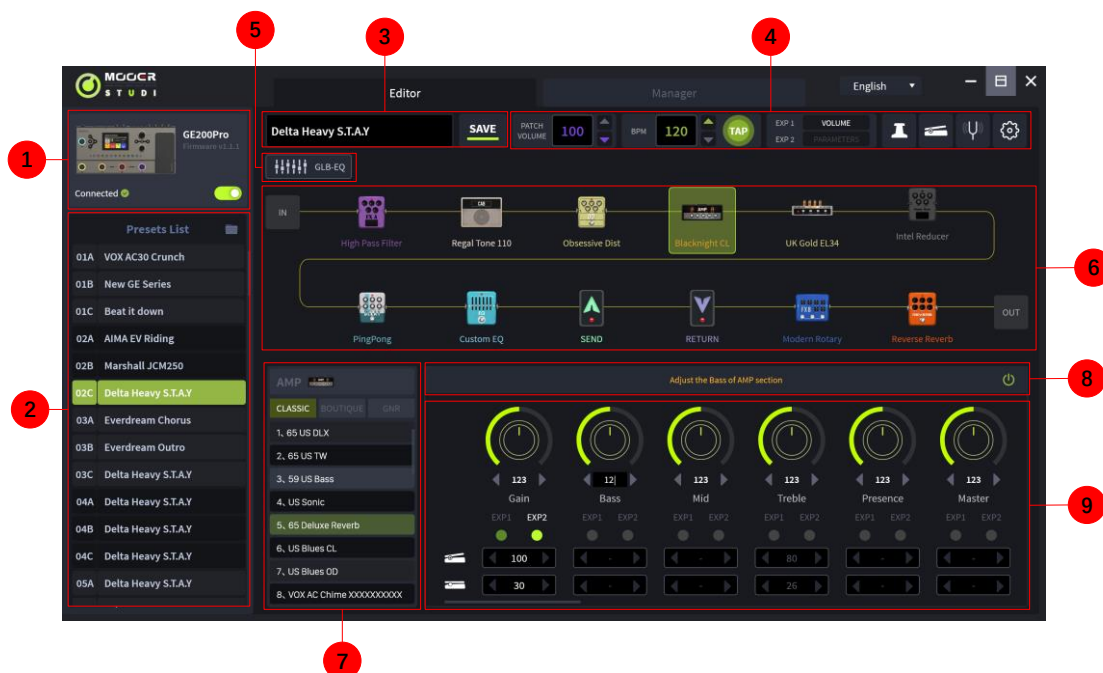 5
3
4
MOOER
STUDI
Editor
Manager
English
1
GE200Pro
Firmware v1.1.1
Connected
Delta Heavy S.T.A.Y
SAVE
PATCH VOLUME
100
BPM
120
TAP
EXP 1
VOLUME
EXP 2
PARAMETERS
GLB-EQ
6
IN
High Pass Filter
CAB
Regal Tone 110
Obsessive Dist
AMP
Blacknight CL
UK Gold EL34
Intel Reducer
PingPong
Custom EQ
SEND
RETURN
Modern Rotary
Reverse Reverb
OUT
2
Presets List
01A VOX AC30 Crunch
01B New GE Series
01C Beat it down
02A AIMA EV Riding
02B Marshall JCM250
02C Delta Heavy S.T.A.Y
03A Everdream Chorus
03B Everdream Outro
03C Delta Heavy S.T.A.Y
04A Delta Heavy S.T.A.Y
04B Delta Heavy S.T.A.Y
04C Delta Heavy S.T.A.Y
05A Delta Heavy S.T.A.Y
AMP
CLASSIC BOUTIQUE GNR
1、65 US DLX
2、65 US TW
3、59 US Bass
4、US Sonic
5、65 Deluxe Reverb
6、US Blues CL
7、US Blues OD
8、VOX AC Chime XXXXXXXXXX
7
Adjust the Bass of AMP section
8
9
123 12 123 123 123 123
Gain Bass Mid Treble Presence Master
EXP1 EXP2 EXP1 EXP2 EXP1 EXP2 EXP1 EXP2 EXP1 EXP2 EXP1 EXP2
100 - - 80 - -
30 - - 26 - -